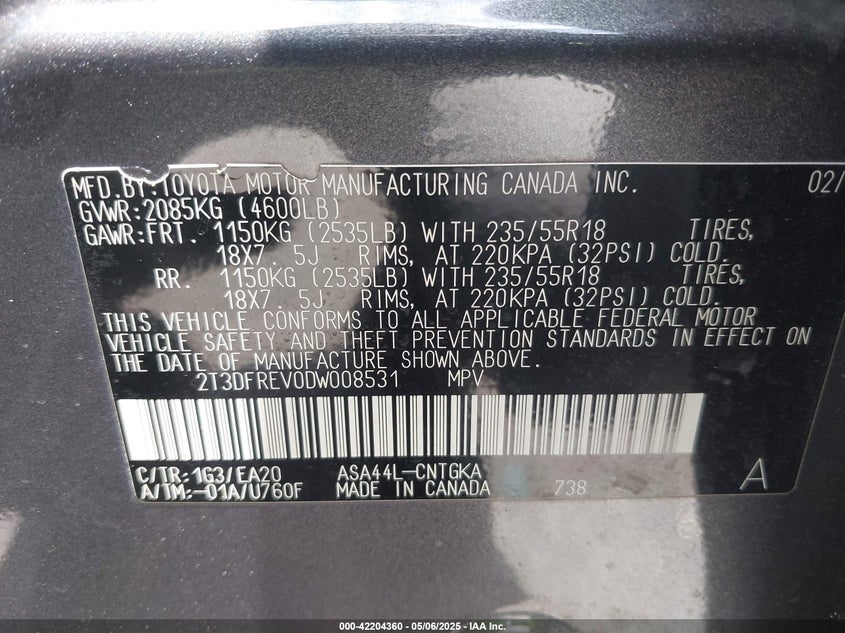 MFD.BY:TOYOTA MOTOR MANUFACTURING CANADA INC. 02/
GVWR:2085KG (4600LB)
GAWR:FRT. 1150KG (2535LB) WITH 235/55R18 TIRES,
18X7. 5J RIMS, AT 220KPA (32PSI) COLD.
RR. 1150KG (2535LB) WITH 235/55R18 TIRES,
18X7. 5J RIMS, AT 220KPA (32PSI) COLD.
THIS VEHICLE CONFORMS TO ALL APPLICABLE FEDERAL MOTOR
VEHICLE SAFETY AND THEFT PREVENTION STANDARDS IN EFFECT ON
THE DATE OF MANUFACTURE SHOWN ABOVE.
2T3DFREV0DW008531 MPV
C/TR:1G3/EA20 ASA44L-CNTGKA
A/TM:-01A/U760F MADE IN CANADA 738 A
000-42204360 - 05/06/2025 - IAA Inc.